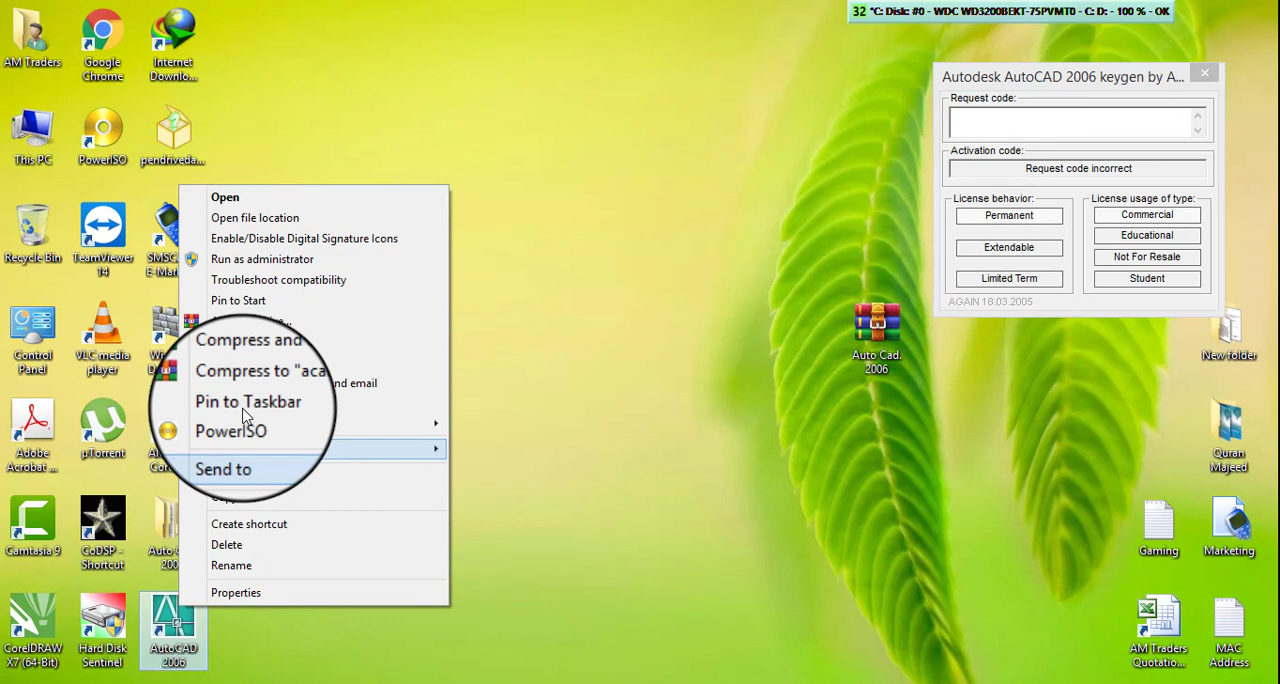 32 °C: Disk: #0 - WDC WD3200BEKT-75PVMT0 - C: D: - 100 % - OK
AM Traders
Google
Chrome
Internet
Downlo...
This PC
PowerISO
pendriveda...
Recycle Bin
TeamViewer
14
SMSC
E-Mar
Control
Panel
VLC media
player
Adobe
Acrobat ...
µTorrent
Camtasia 9
CoDSP -
Shortcut
Auto
200
CorelDRAW
X7 (64-Bit)
Hard Disk
Sentinel
AutoCAD
2006
Open
Open file location
Enable/Disable Digital Signature Icons
Run as administrator
Troubleshoot compatibility
Pin to Start
Compress and
Compress to "aca
nd email
Pin to Taskbar
PowerISO
Send to
Create shortcut
Delete
Rename
Properties
Auto Cad.
2006
Autodesk AutoCAD 2006 keygen by A...
Request code:
Activation code:
Request code incorrect
License behavior:
Permanent
Extendable
Limited Term
License usage of type:
Commercial
Educational
Not For Resale
Student
AGAIN 18.03.2005
New folder
Quran
Majeed
Gaming
Marketing
AM Traders
Quotatio...
MAC
Address